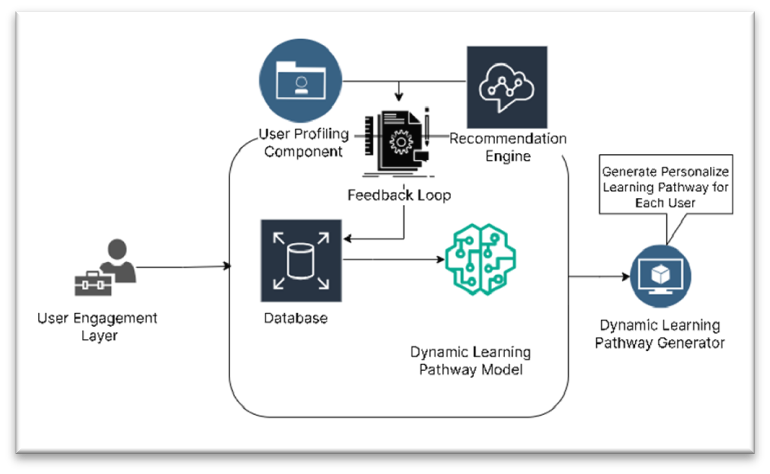 User Profiling
Component
Recommendation
Engine
Feedback Loop
Generate Personalize
Learning Pathway for
Each User
User Engagement
Layer
Database
Dynamic Learning
Pathway Model
Dynamic Learning
Pathway Generator